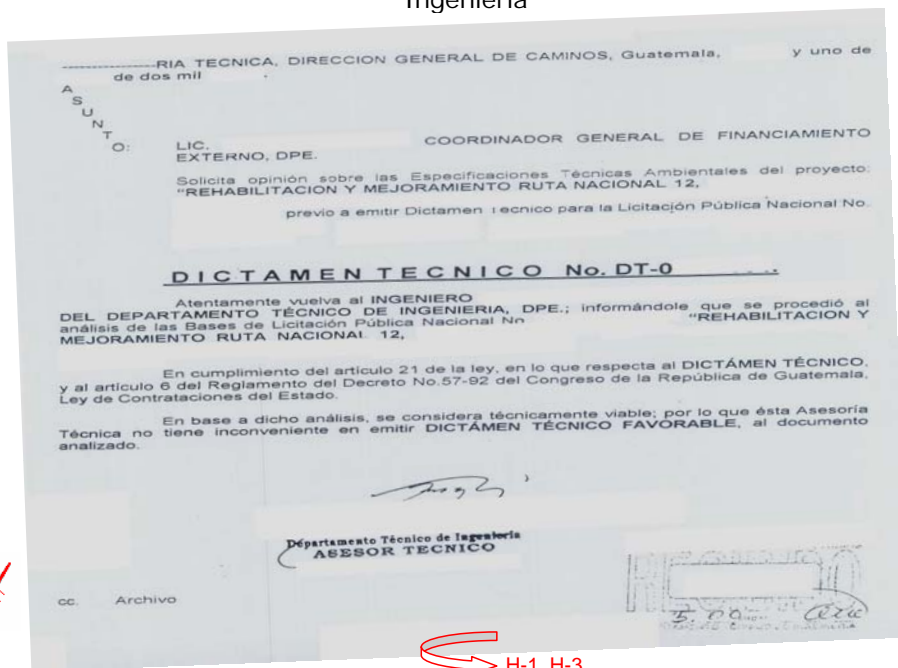 Ingeniería
------------------RIA TECNICA, DIRECCION GENERAL DE CAMINOS, Guatemala, y uno de
de dos mil .
ASUNTO:
LIC. COORDINADOR GENERAL DE FINANCIAMIENTO
EXTERNO, DPE.
Solicita opinión sobre las Especificaciones Técnicas Ambientales del proyecto:
"REHABILITACION Y MEJORAMIENTO RUTA NACIONAL 12,
previo a emitir Dictamen Tecnico para la Licitación Pública Nacional No.
DICTAMEN TECNICO No. DT-0
Atentamente vuelva al INGENIERO
DEL DEPARTAMENTO TÉCNICO DE INGENIERIA, DPE.; informándole que se procedió al
análisis de las Bases de Licitación Pública Nacional No "REHABILITACION Y
MEJORAMIENTO RUTA NACIONAL 12,
En cumplimiento del articulo 21 de la ley, en lo que respecta al DICTÁMEN TÉCNICO,
y al articulo 6 del Reglamento del Decreto No.57-92 del Congreso de la República de Guatemala,
Ley de Contrataciones del Estado.
En base a dicho análisis, se considera técnicamente viable; por lo que ésta Asesoría
Técnica no tiene inconveniente en emitir DICTÁMEN TÉCNICO FAVORABLE, al documento
analizado.
Departamento Técnico de Ingeniería
ASESOR TECNICO
cc. Archivo
5.00
H-1, H-3